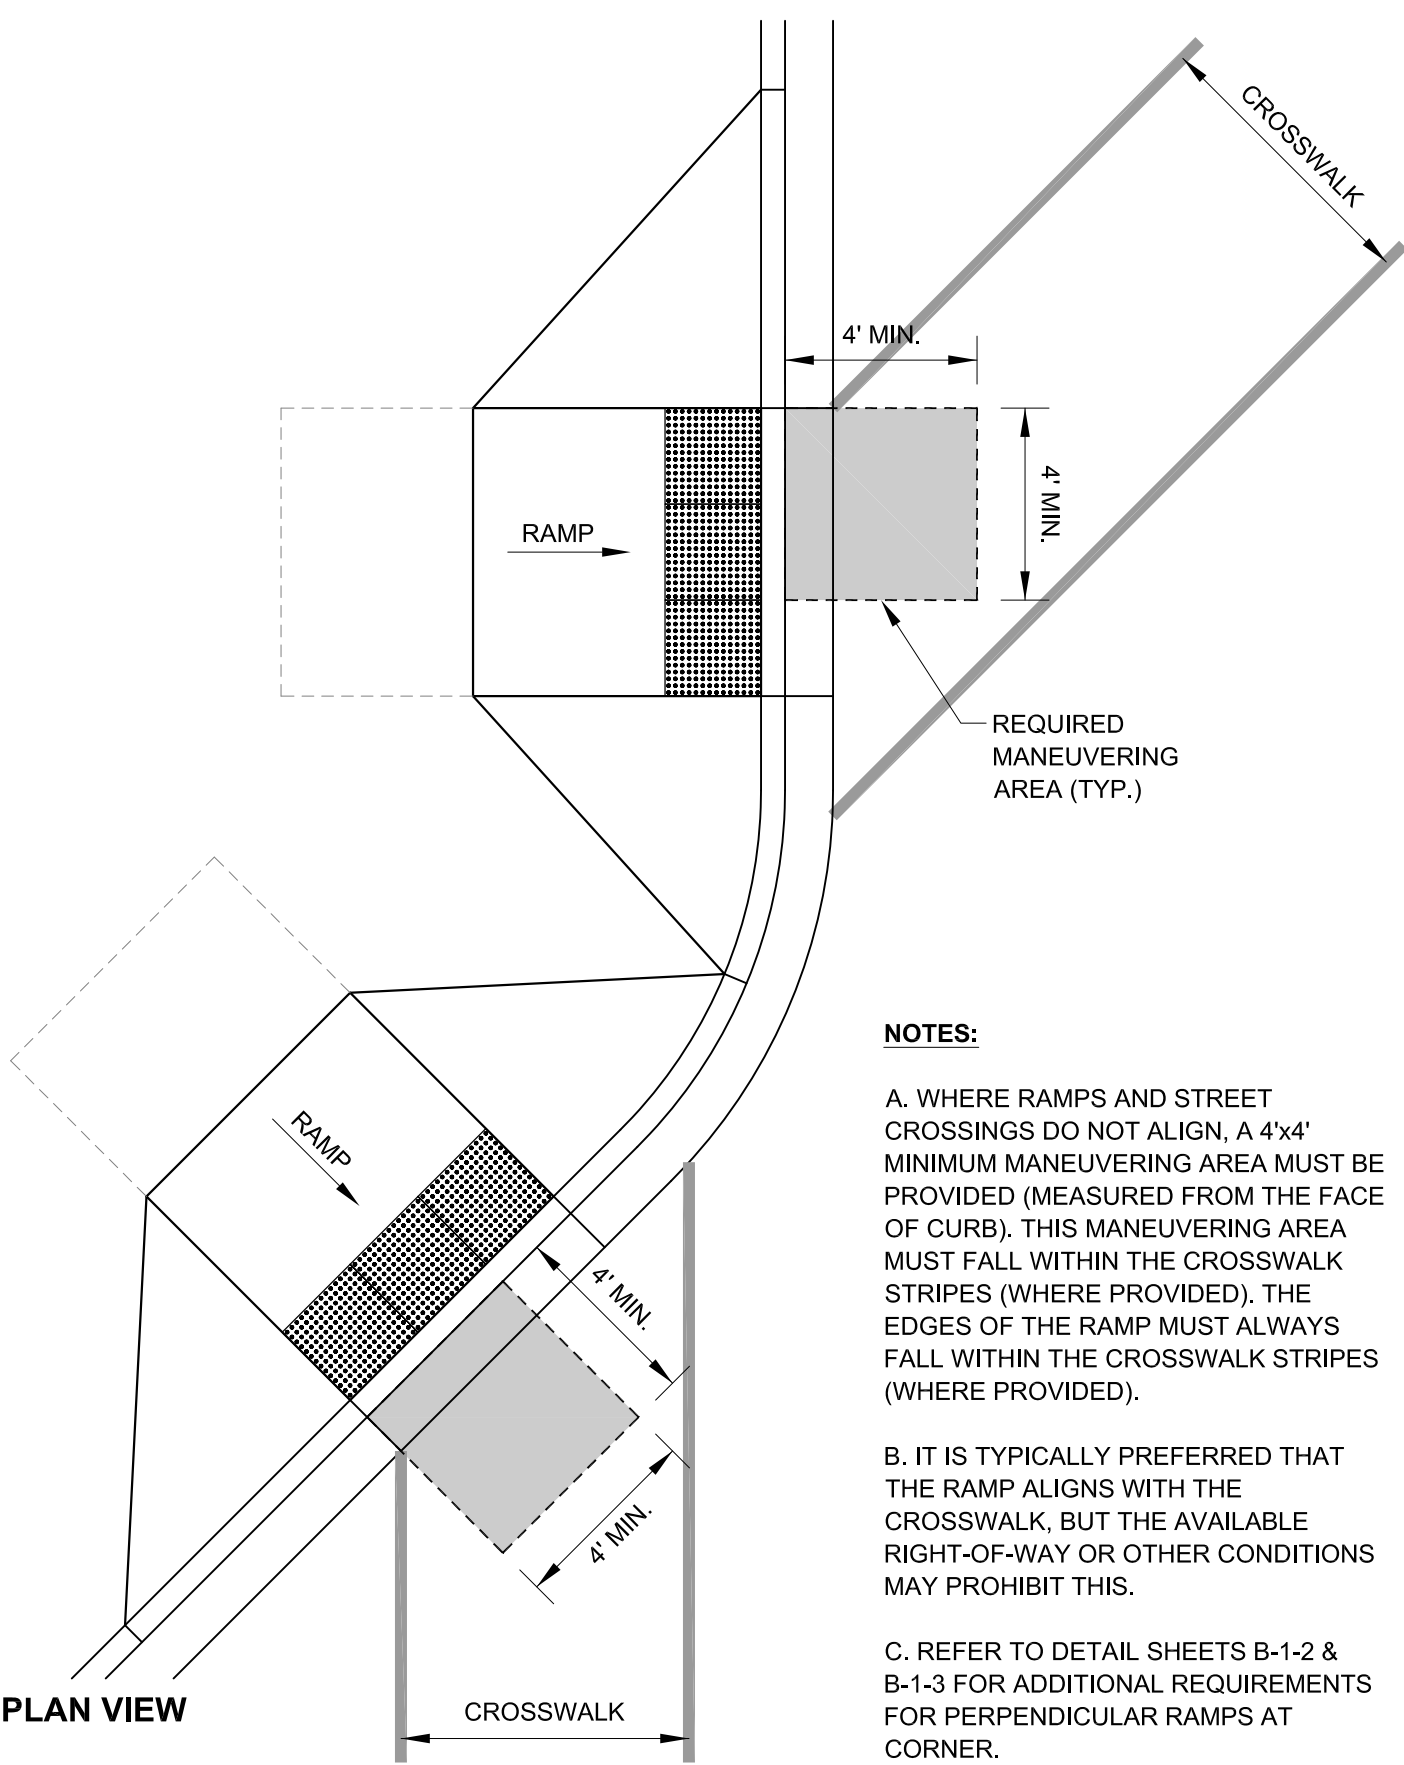 CROSSWALK
4' MIN.
4' MIN.
RAMP
REQUIRED
MANEUVERING
AREA (TYP.)
RAMP
4' MIN.
4' MIN.
CROSSWALK
PLAN VIEW
NOTES:
A. WHERE RAMPS AND STREET
CROSSINGS DO NOT ALIGN, A 4'x4'
MINIMUM MANEUVERING AREA MUST BE
PROVIDED (MEASURED FROM THE FACE
OF CURB). THIS MANEUVERING AREA
MUST FALL WITHIN THE CROSSWALK
STRIPES (WHERE PROVIDED). THE
EDGES OF THE RAMP MUST ALWAYS
FALL WITHIN THE CROSSWALK STRIPES
(WHERE PROVIDED).
B. IT IS TYPICALLY PREFERRED THAT
THE RAMP ALIGNS WITH THE
CROSSWALK, BUT THE AVAILABLE
RIGHT-OF-WAY OR OTHER CONDITIONS
MAY PROHIBIT THIS.
C. REFER TO DETAIL SHEETS B-1-2 &
B-1-3 FOR ADDITIONAL REQUIREMENTS
FOR PERPENDICULAR RAMPS AT
CORNER.